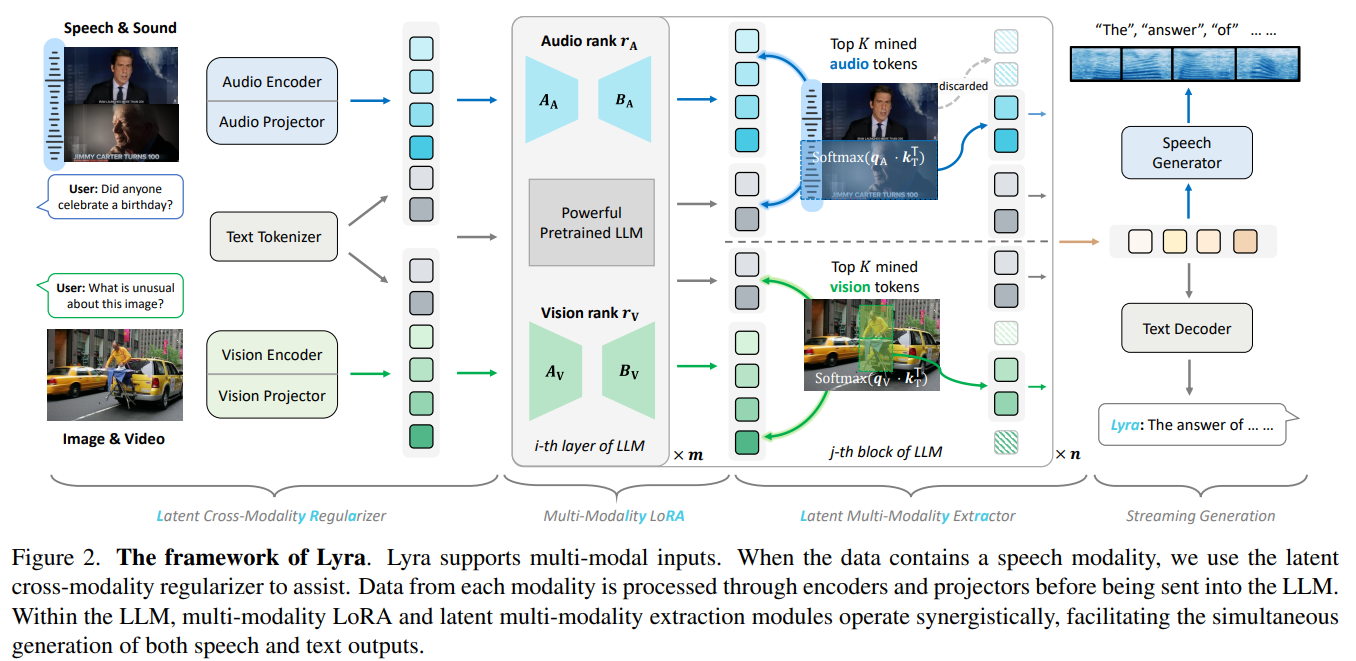 Speech & Sound
JIMMY CARTER TURNS 100
User: Did anyone
celebrate a birthday?
User: What is unusual
about this image?
Image & Video
Audio Encoder
Audio Projector
Text Tokenizer
Vision Encoder
Vision Projector
Latent Cross-Modality Regularizer
Audio rank r_A
A_A
B_A
Powerful
Pretrained LLM
Vision rank r_V
A_V
B_V
i-th layer of LLM
× m
Multi-Modality LoRA
Top K mined
audio tokens
discarded
Softmax(q_A · k_T^T)
JIMMY CARTER TURNS 100
Top K mined
vision tokens
Softmax(q_V · k_T^T)
j-th block of LLM
× n
Latent Multi-Modality Extractor
“The”, “answer”, “of” … …
Speech
Generator
Text Decoder
Lyra: The answer of … …
Streaming Generation
Figure 2. The framework of Lyra. Lyra supports multi-modal inputs. When the data contains a speech modality, we use the latent
cross-modality regularizer to assist. Data from each modality is processed through encoders and projectors before being sent into the LLM.
Within the LLM, multi-modality LoRA and latent multi-modality extraction modules operate synergistically, facilitating the simultaneous
generation of both speech and text outputs.